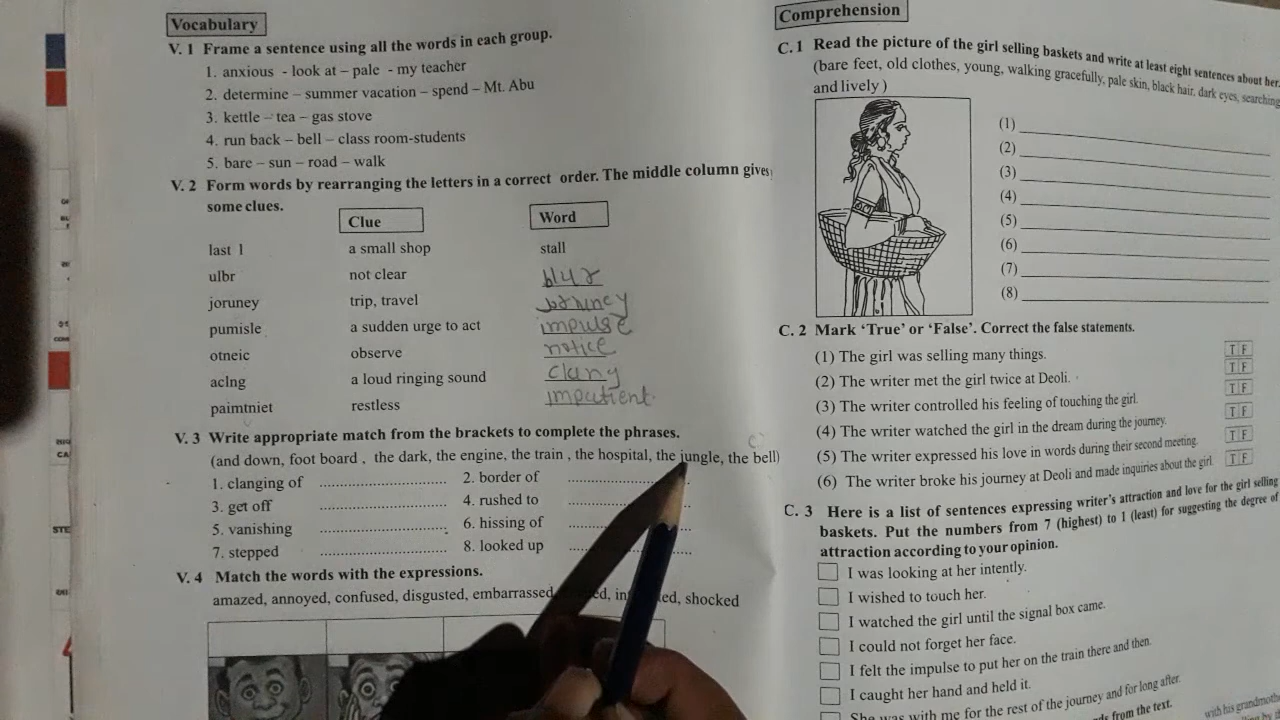 Vocabulary
V. 1 Frame a sentence using all the words in each group.
1. anxious - look at – pale - my teacher
2. determine – summer vacation – spend – Mt. Abu
3. kettle – tea – gas stove
4. run back – bell – class room-students
5. bare – sun – road – walk
V. 2 Form words by rearranging the letters in a correct order. The middle column gives
some clues.
Clue Word
last l a small shop stall
ulbr not clear blur
joruney trip, travel
pumisle a sudden urge to act impulse
otneic observe notice
aclng a loud ringing sound clang
paimtniet restless impatient
V. 3 Write appropriate match from the brackets to complete the phrases.
(and down, foot board , the dark, the engine, the train , the hospital, the jungle, the bell)
1. clanging of .......... 2. border of ..........
3. get off .......... 4. rushed to ..........
5. vanishing .......... 6. hissing of ..........
7. stepped .......... 8. looked up ..........
V. 4 Match the words with the expressions.
amazed, annoyed, confused, disgusted, embarrassed, shocked
Comprehension
C. 1 Read the picture of the girl selling baskets and write at least eight sentences about her.
(bare feet, old clothes, young, walking gracefully, pale skin, black hair, dark eyes, searching
and lively )
(1)
(2)
(3)
(4)
(5)
(6)
(7)
(8)
C. 2 Mark ‘True’ or ‘False’. Correct the false statements.
(1) The girl was selling many things. T F
(2) The writer met the girl twice at Deoli. T F
(3) The writer controlled his feeling of touching the girl. T F
(4) The writer watched the girl in the dream during the journey. T F
(5) The writer expressed his love in words during their second meeting. T F
(6) The writer broke his journey at Deoli and made inquiries about the girl. T F
C. 3 Here is a list of sentences expressing writer’s attraction and love for the girl selling
baskets. Put the numbers from 7 (highest) to 1 (least) for suggesting the degree of
attraction according to your opinion.
I was looking at her intently.
I wished to touch her.
I watched the girl until the signal box came.
I could not forget her face.
I felt the impulse to put her on the train there and then.
I caught her hand and held it.
She was with me for the rest of the journey and for long after.
from the text.